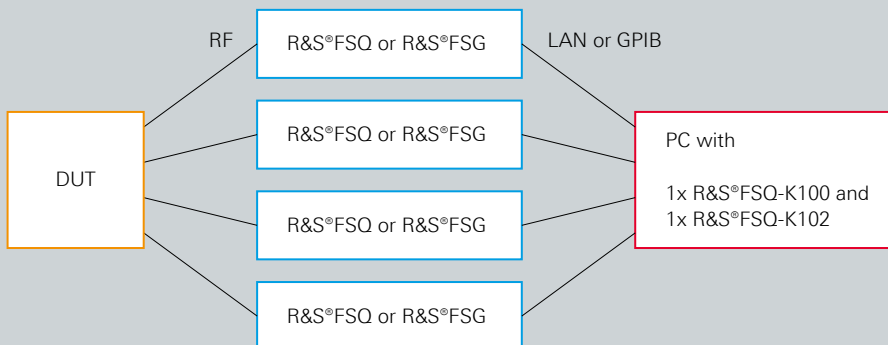 RF
R&S®FSQ or R&S®FSG
LAN or GPIB
R&S®FSQ or R&S®FSG
DUT
R&S®FSQ or R&S®FSG
R&S®FSQ or R&S®FSG
PC with
1x R&S®FSQ-K100 and
1x R&S®FSQ-K102